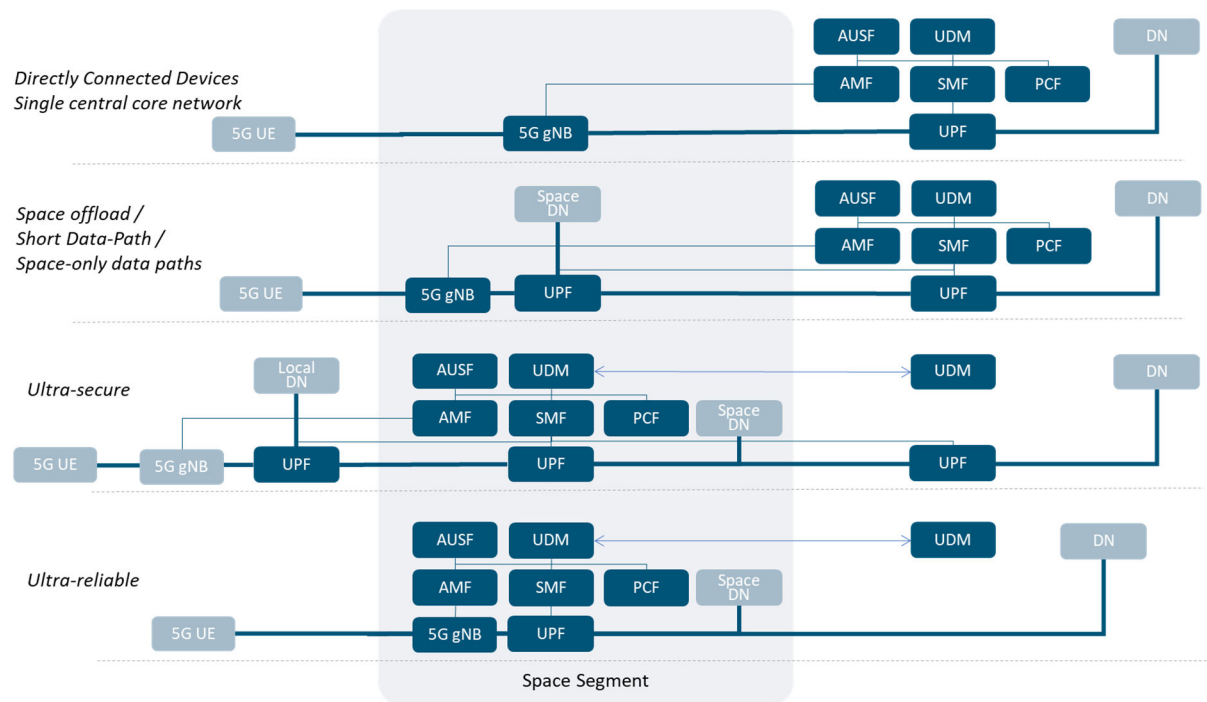 AUSF
UDM
DN
Directly Connected Devices
Single central core network
AMF
SMF
PCF
5G UE
5G gNB
UPF
Space offload /
Short Data-Path /
Space-only data paths
Space
DN
AUSF
UDM
DN
AMF
SMF
PCF
5G UE
5G gNB
UPF
UPF
Ultra-secure
Local
DN
AUSF
UDM
UDM
DN
AMF
SMF
PCF
Space
DN
5G UE
5G gNB
UPF
UPF
UPF
Ultra-reliable
AUSF
UDM
UDM
DN
AMF
SMF
PCF
Space
DN
5G UE
5G gNB
UPF
Space Segment